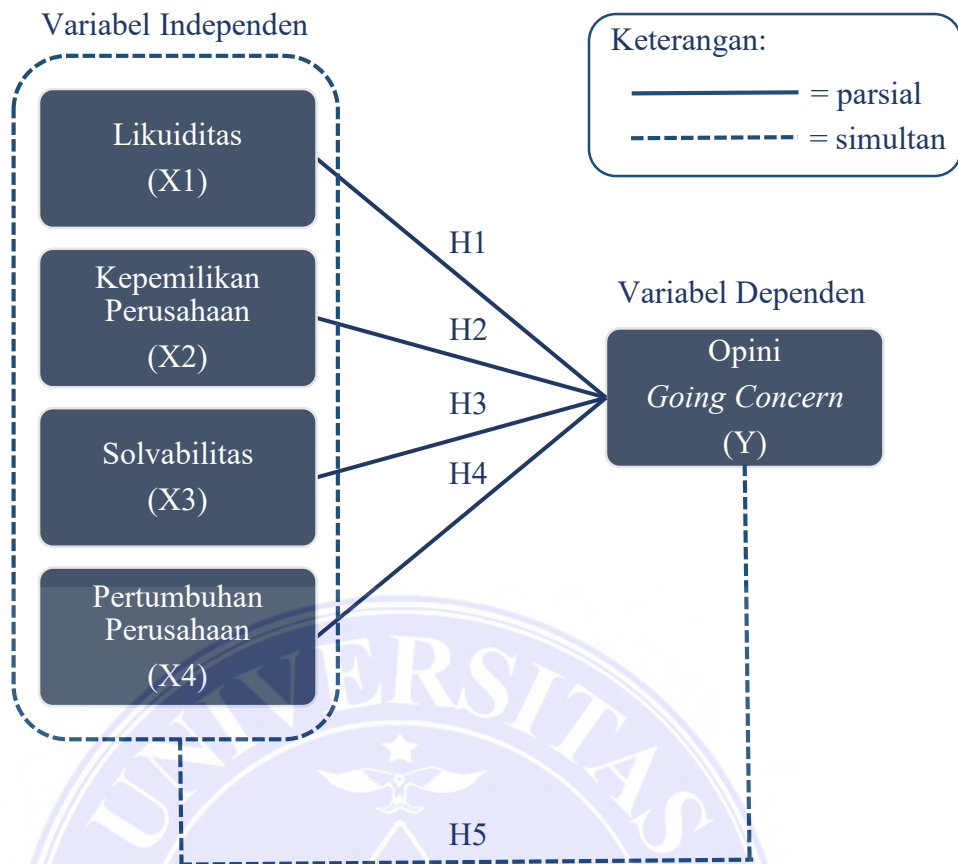 Variabel Independen
Keterangan:
= parsial
= simultan
Likuiditas
(X1)
Kepemilikan
Perusahaan
(X2)
Solvabilitas
(X3)
Pertumbuhan
Perusahaan
(X4)
H1
H2
H3
H4
Variabel Dependen
Opini
Going Concern
(Y)
H5
UNIVERSITAS